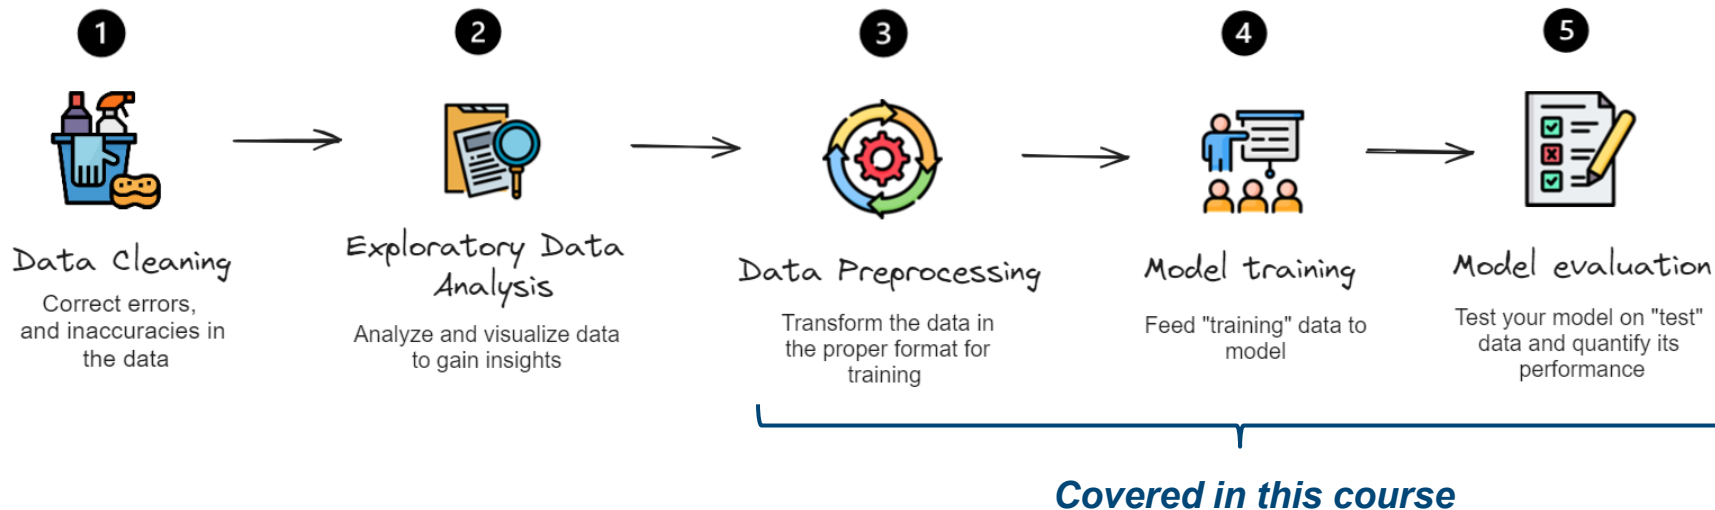 1
Data Cleaning
Correct errors,
and inaccuracies in
the data
2
Exploratory Data
Analysis
Analyze and visualize data
to gain insights
3
Data Preprocessing
Transform the data in
the proper format for
training
4
Model training
Feed "training" data to
model
5
Model evaluation
Test your model on "test"
data and quantify its
performance
Covered in this course